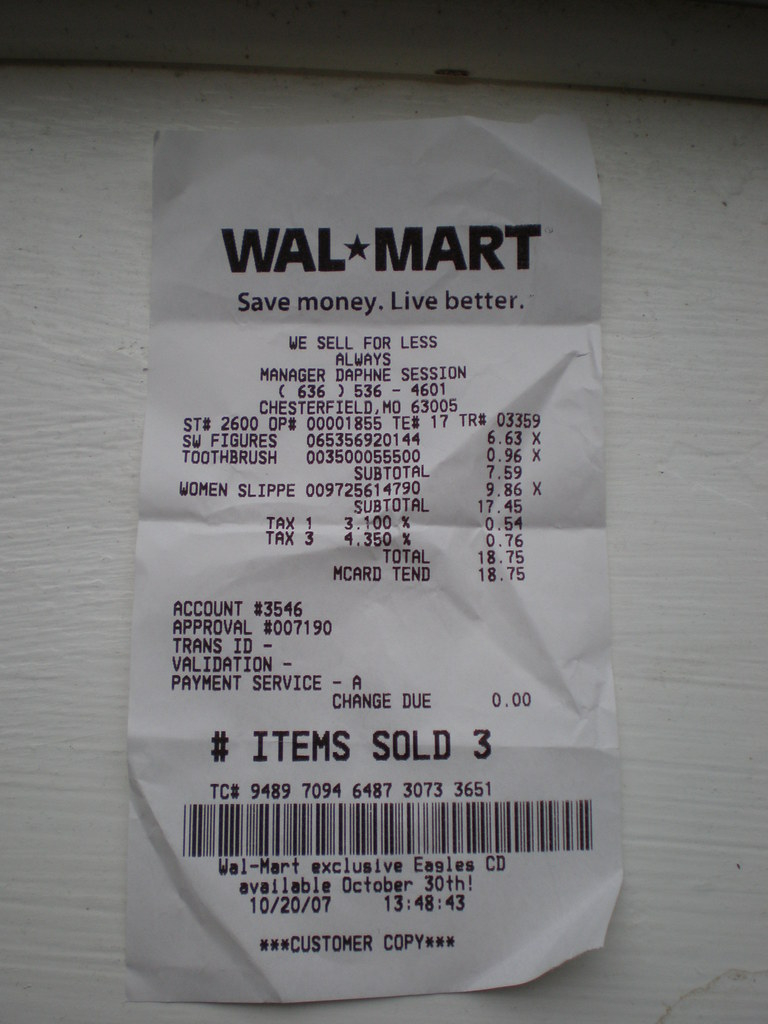 WAL★MART
Save money. Live better.
WE SELL FOR LESS
ALWAYS
MANAGER DAPHNE SESSION
( 636 ) 536 - 4601
CHESTERFIELD,MO 63005
ST# 2600 OP# 00001855 TE# 17 TR# 03359
SW FIGURES 065356920144 6.63 X
TOOTHBRUSH 003500055500 0.96 X
SUBTOTAL 7.59
WOMEN SLIPPE 009725614790 9.86 X
SUBTOTAL 17.45
TAX 1 3.100 % 0.54
TAX 3 4.350 % 0.76
TOTAL 18.75
MCARD TEND 18.75
ACCOUNT #3546
APPROVAL #007190
TRANS ID -
VALIDATION -
PAYMENT SERVICE - A
CHANGE DUE 0.00
# ITEMS SOLD 3
TC# 9489 7094 6487 3073 3651
Wal-Mart exclusive Eagles CD
available October 30th!
10/20/07 13:48:43
***CUSTOMER COPY***